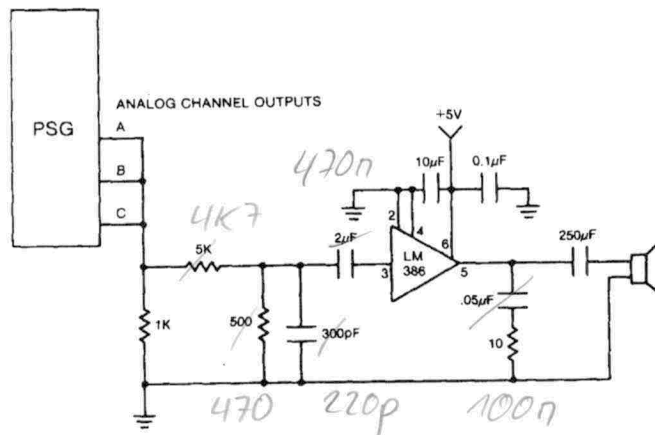 PSG
ANALOG CHANNEL OUTPUTS
A
B
C
+5V
470n
10µF
0.1µF
2
4
4K7
5K
2µF
3
LM
386
6
5
250µF
1K
500
300pF
.05µF
10
470
220p
100n